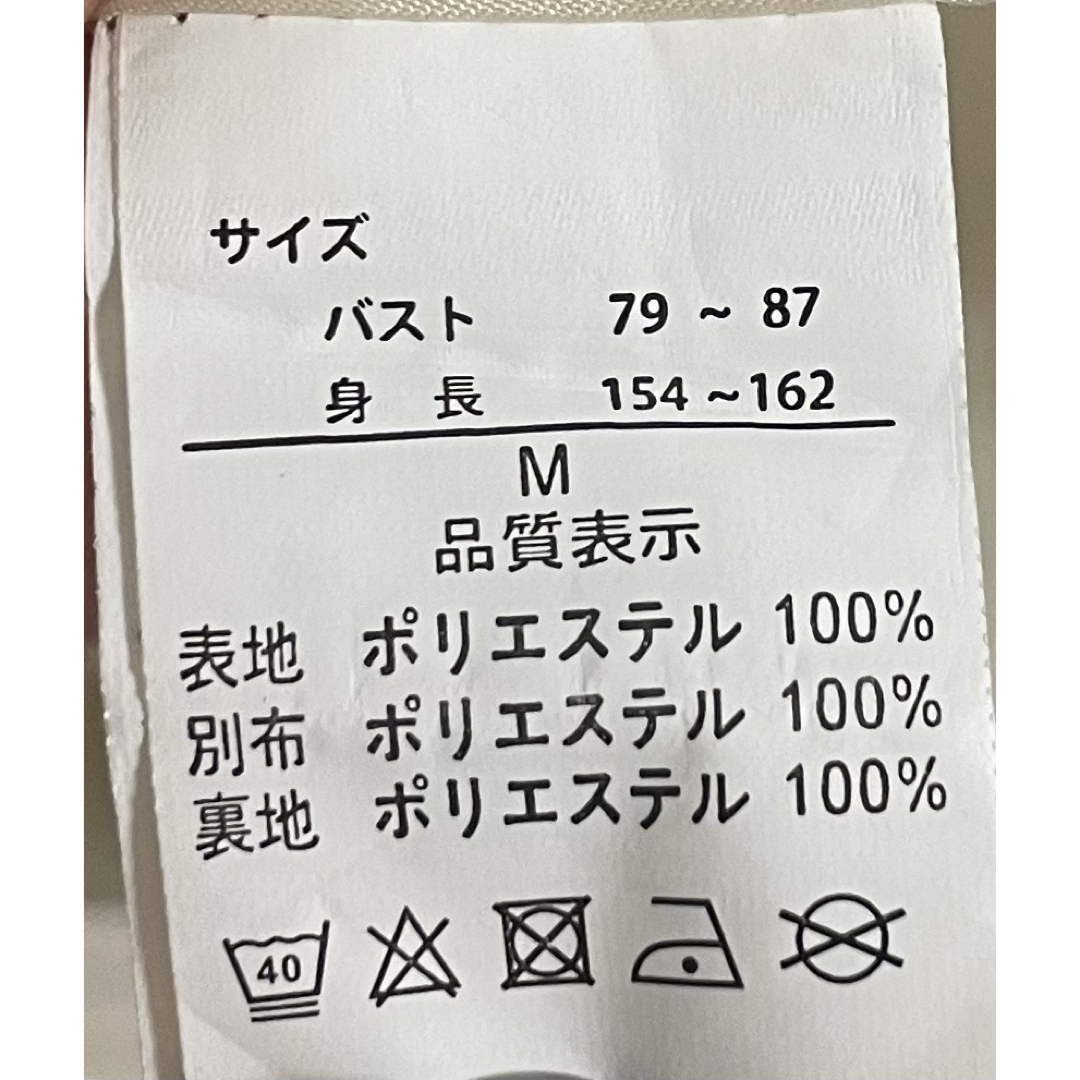 サイズ
バスト 79 ~ 87
身 長 154 ~162
M
品質表示
表地 ポリエステル 100%
別布 ポリエステル 100%
裏地 ポリエステル 100%
40